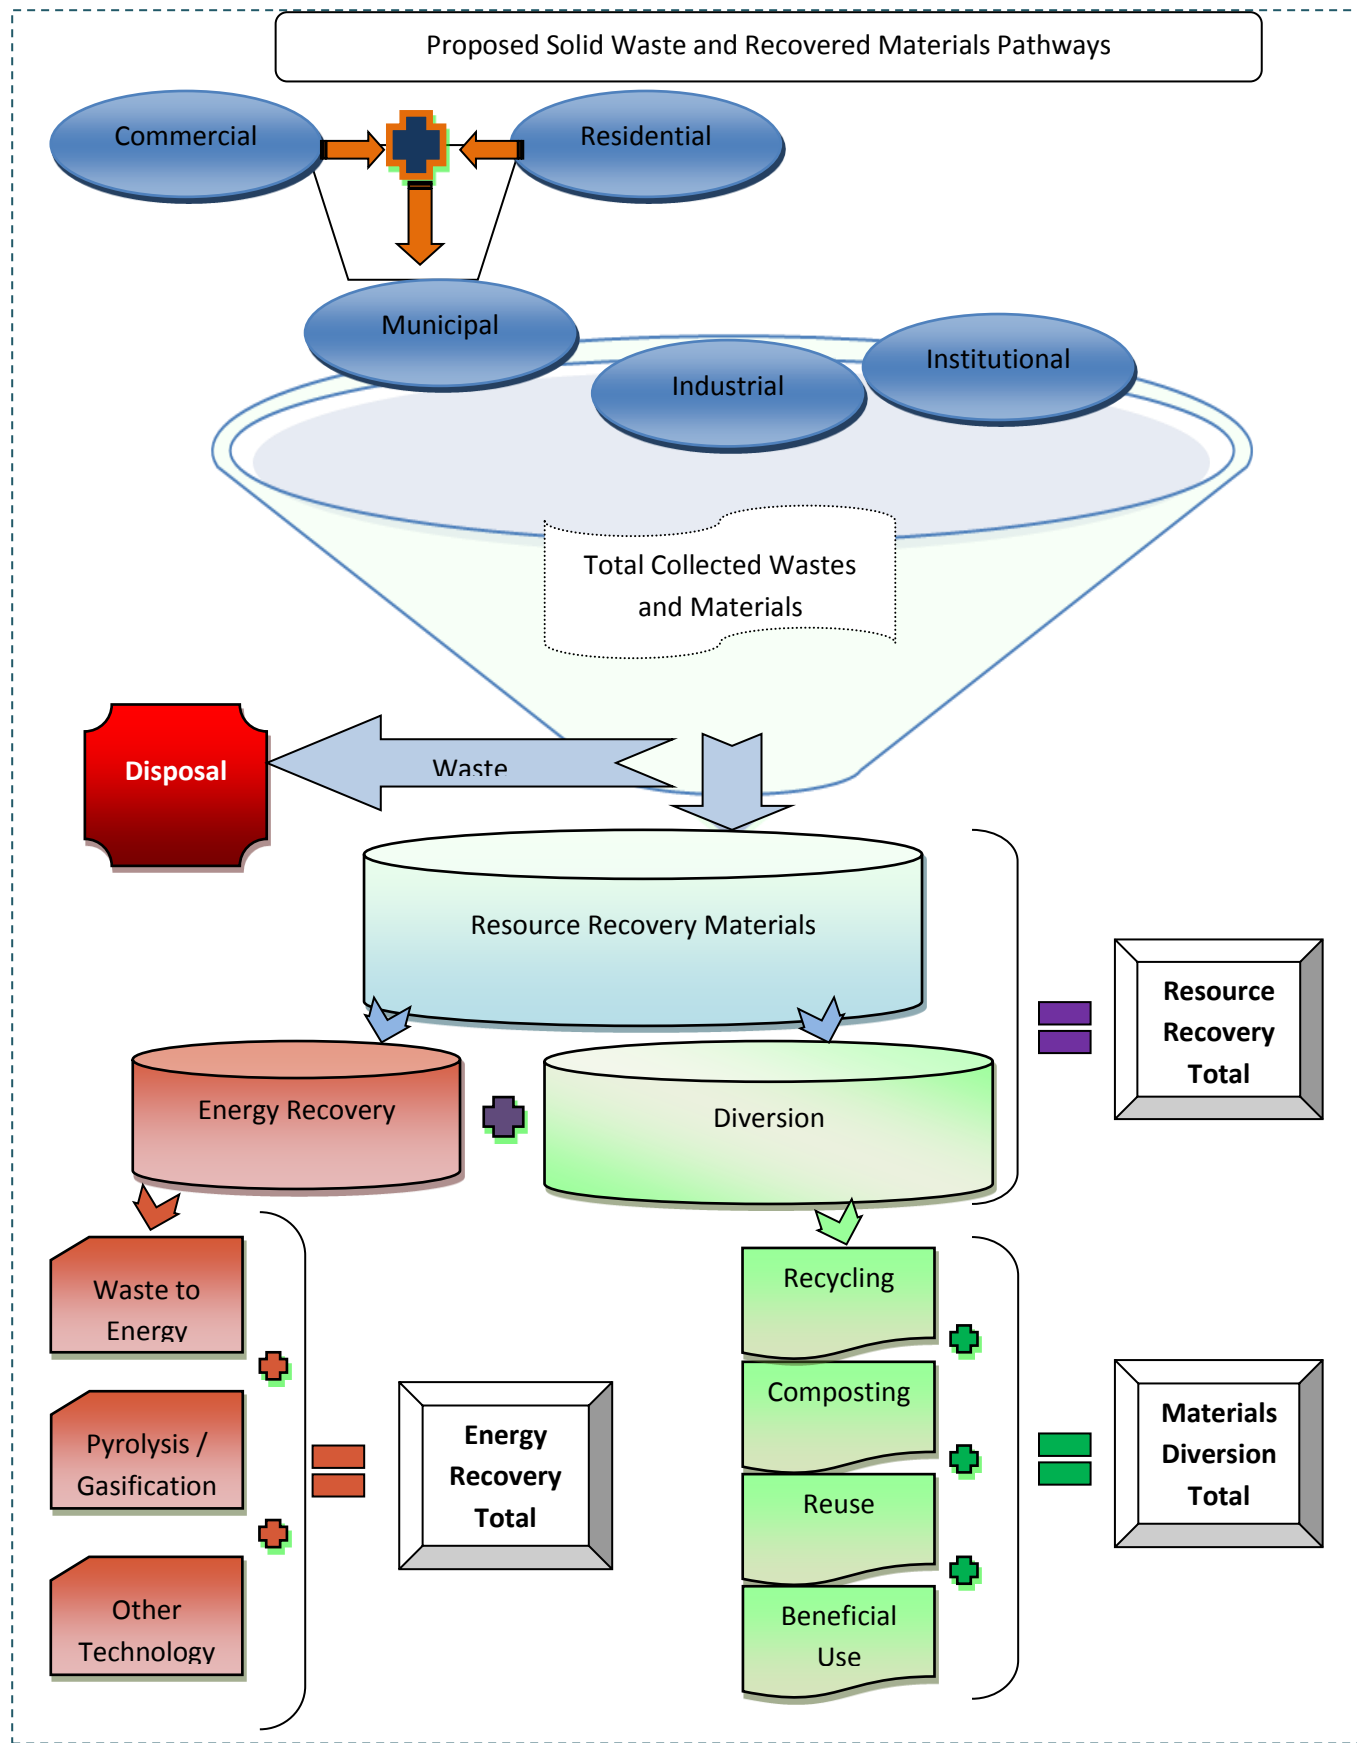 Proposed Solid Waste and Recovered Materials Pathways
Commercial
Residential
Municipal
Industrial
Institutional
Total Collected Wastes
and Materials
Disposal
Waste
Resource Recovery Materials
Resource
Recovery
Total
Energy Recovery
Diversion
Waste to
Energy
Pyrolysis /
Gasification
Other
Technology
Energy
Recovery
Total
Recycling
Composting
Reuse
Beneficial
Use
Materials
Diversion
Total